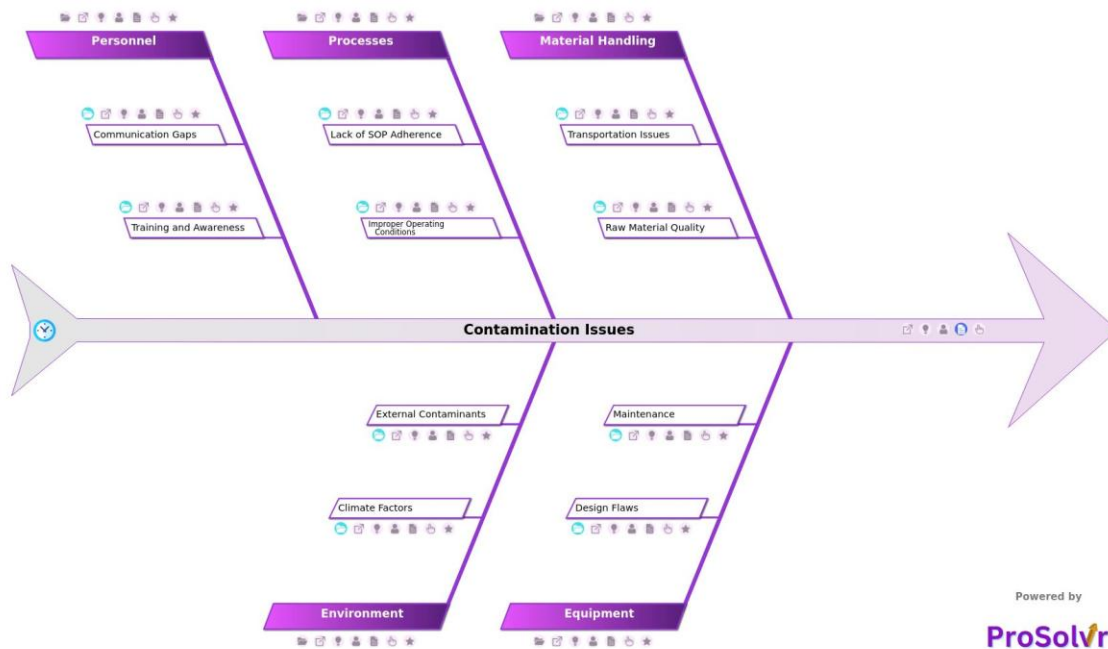 Personnel
Processes
Material Handling
Communication Gaps
Lack of SOP Adherence
Transportation Issues
Training and Awareness
Improper Operating
Conditions
Raw Material Quality
Contamination Issues
External Contaminants
Maintenance
Climate Factors
Design Flaws
Environment
Equipment
Powered by
ProSolvr